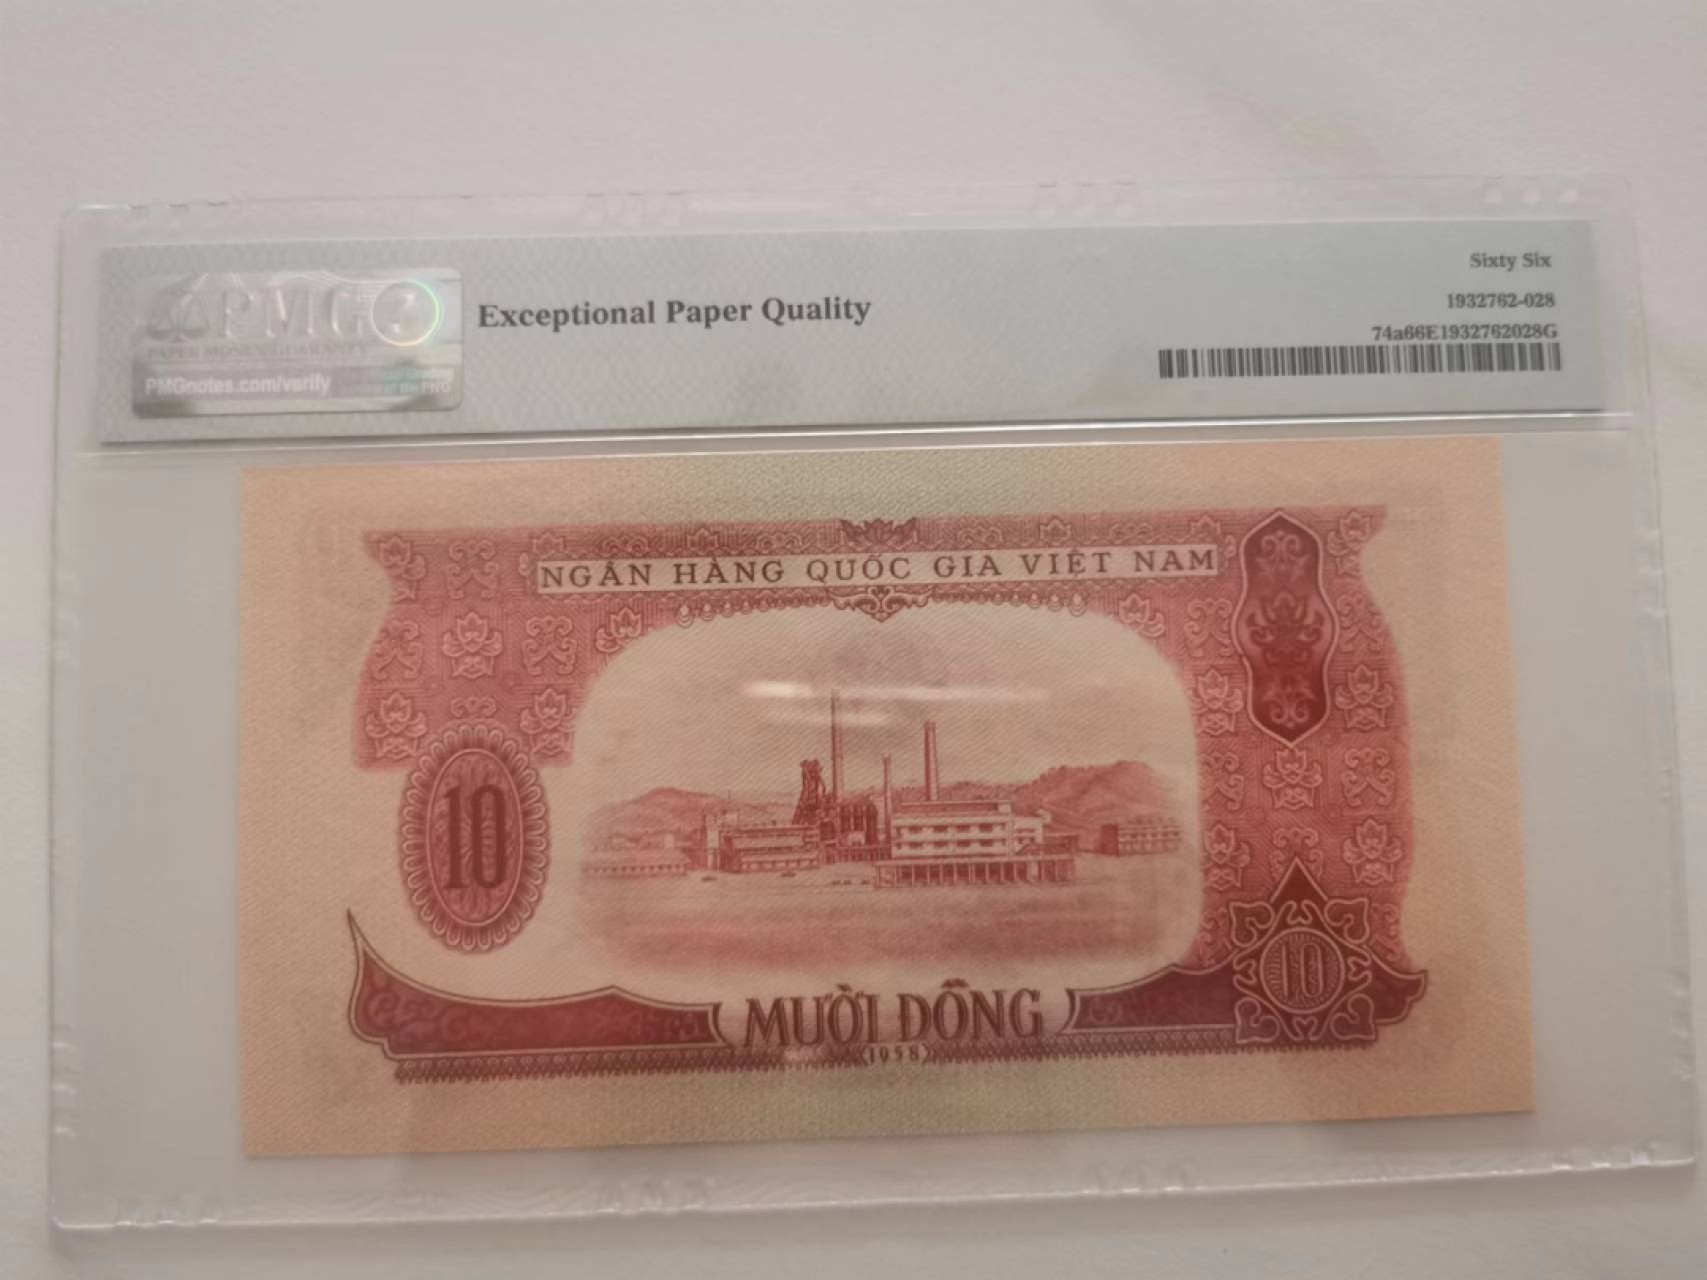 Sixty Six
1932762-028
74a66E1932762028G
PMG
PAPER MONEY GUARANTY
PMGnotes.com/verify
Exceptional Paper Quality
NGÂN HÀNG QUỐC GIA VIỆT NAM
10
10
MƯỜI ĐỒNG
1958